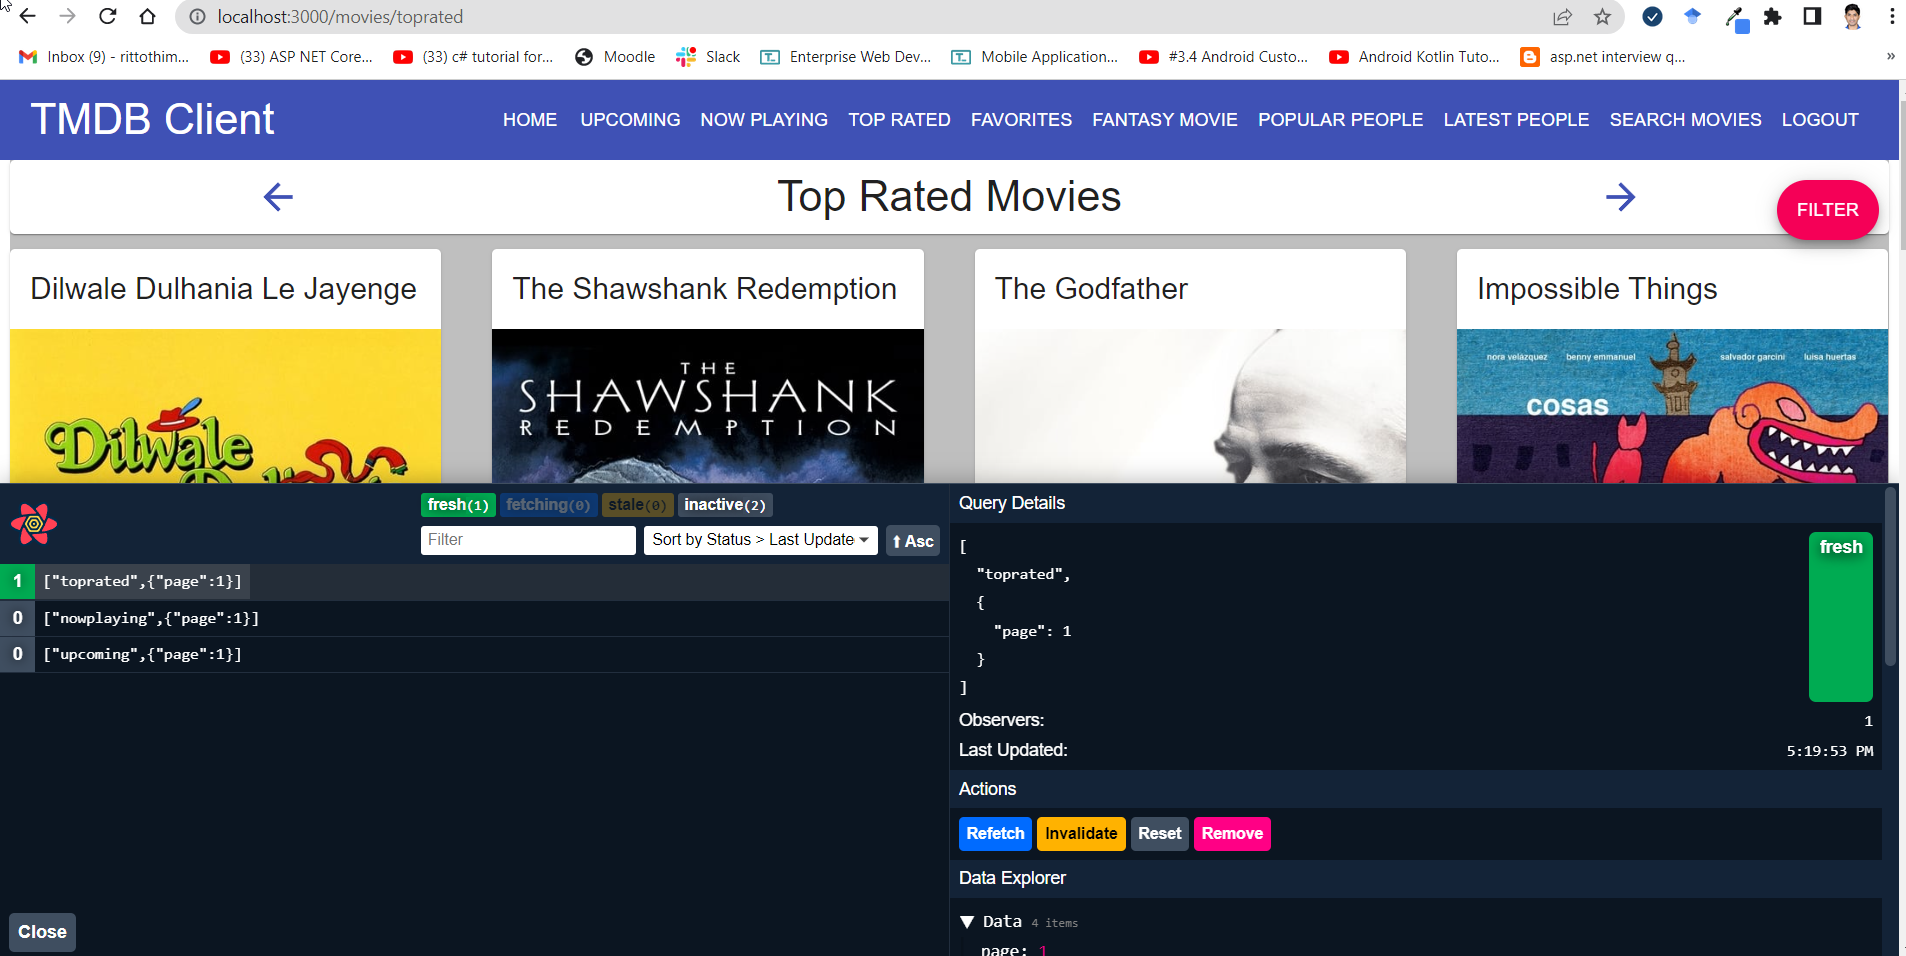 localhost:3000/movies/toprated
Inbox (9) - rittothim... (33) ASP NET Core... (33) c# tutorial for... Moodle Slack Enterprise Web Dev... Mobile Application... #3.4 Android Custo... Android Kotlin Tuto... asp.net interview q... »
TMDB Client HOME UPCOMING NOW PLAYING TOP RATED FAVORITES FANTASY MOVIE POPULAR PEOPLE LATEST PEOPLE SEARCH MOVIES LOGOUT
Top Rated Movies
FILTER
Dilwale Dulhania Le Jayenge The Shawshank Redemption The Godfather Impossible Things
nora velázquez benny emmanuel salvador garcini luisa huertas
THE
SHAWSHANK
REDEMPTION
cosas
Dilwale
fresh(1) fetching(0) stale(0) inactive(2)
Filter Sort by Status > Last Update ⬆ Asc
1 ["toprated",{"page":1}]
0 ["nowplaying",{"page":1}]
0 ["upcoming",{"page":1}]
Close
Query Details
[
"toprated",
{
"page": 1
}
]
fresh
Observers: 1
Last Updated: 5:19:53 PM
Actions
Refetch Invalidate Reset Remove
Data Explorer
▼ Data 4 items
page: 1